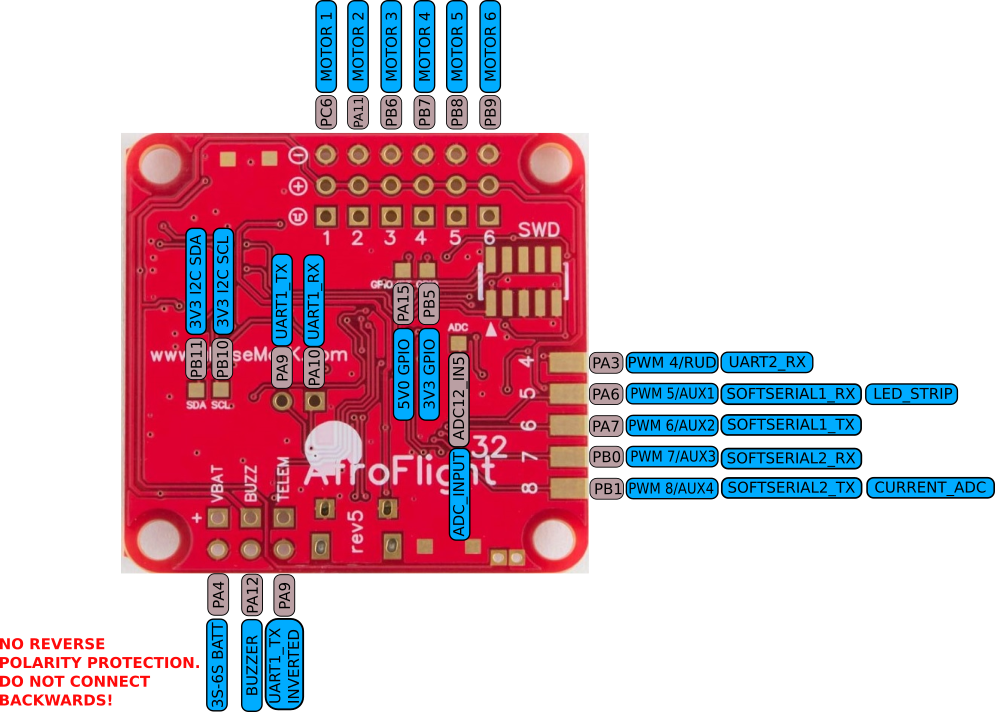 MOTOR 1
MOTOR 2
MOTOR 3
MOTOR 4
MOTOR 5
MOTOR 6
PC6
PA11
PB6
PB7
PB8
PB9
1 2 3 4 5 6
SWD
3V3 I2C SDA
3V3 I2C SCL
UART1_TX
UART1_RX
PB11
PB10
PA9
PA10
PA15
PB5
5V0 GPIO
3V3 GPIO
ADC
ADC12_IN5
ADC_INPUT
SDA SCL
4
PA3 PWM 4/RUD UART2_RX
5
PA6 PWM 5/AUX1 SOFTSERIAL1_RX LED_STRIP
6
PA7 PWM 6/AUX2 SOFTSERIAL1_TX
7
PB0 PWM 7/AUX3 SOFTSERIAL2_RX
8
PB1 PWM 8/AUX4 SOFTSERIAL2_TX CURRENT_ADC
32
AfroFlight
rev5
VBAT
BUZZ
TELEM
+
PA4
PA12
PA9
3S-6S BATT
BUZZER
UART1_TX
INVERTED
NO REVERSE
POLARITY PROTECTION.
DO NOT CONNECT
BACKWARDS!